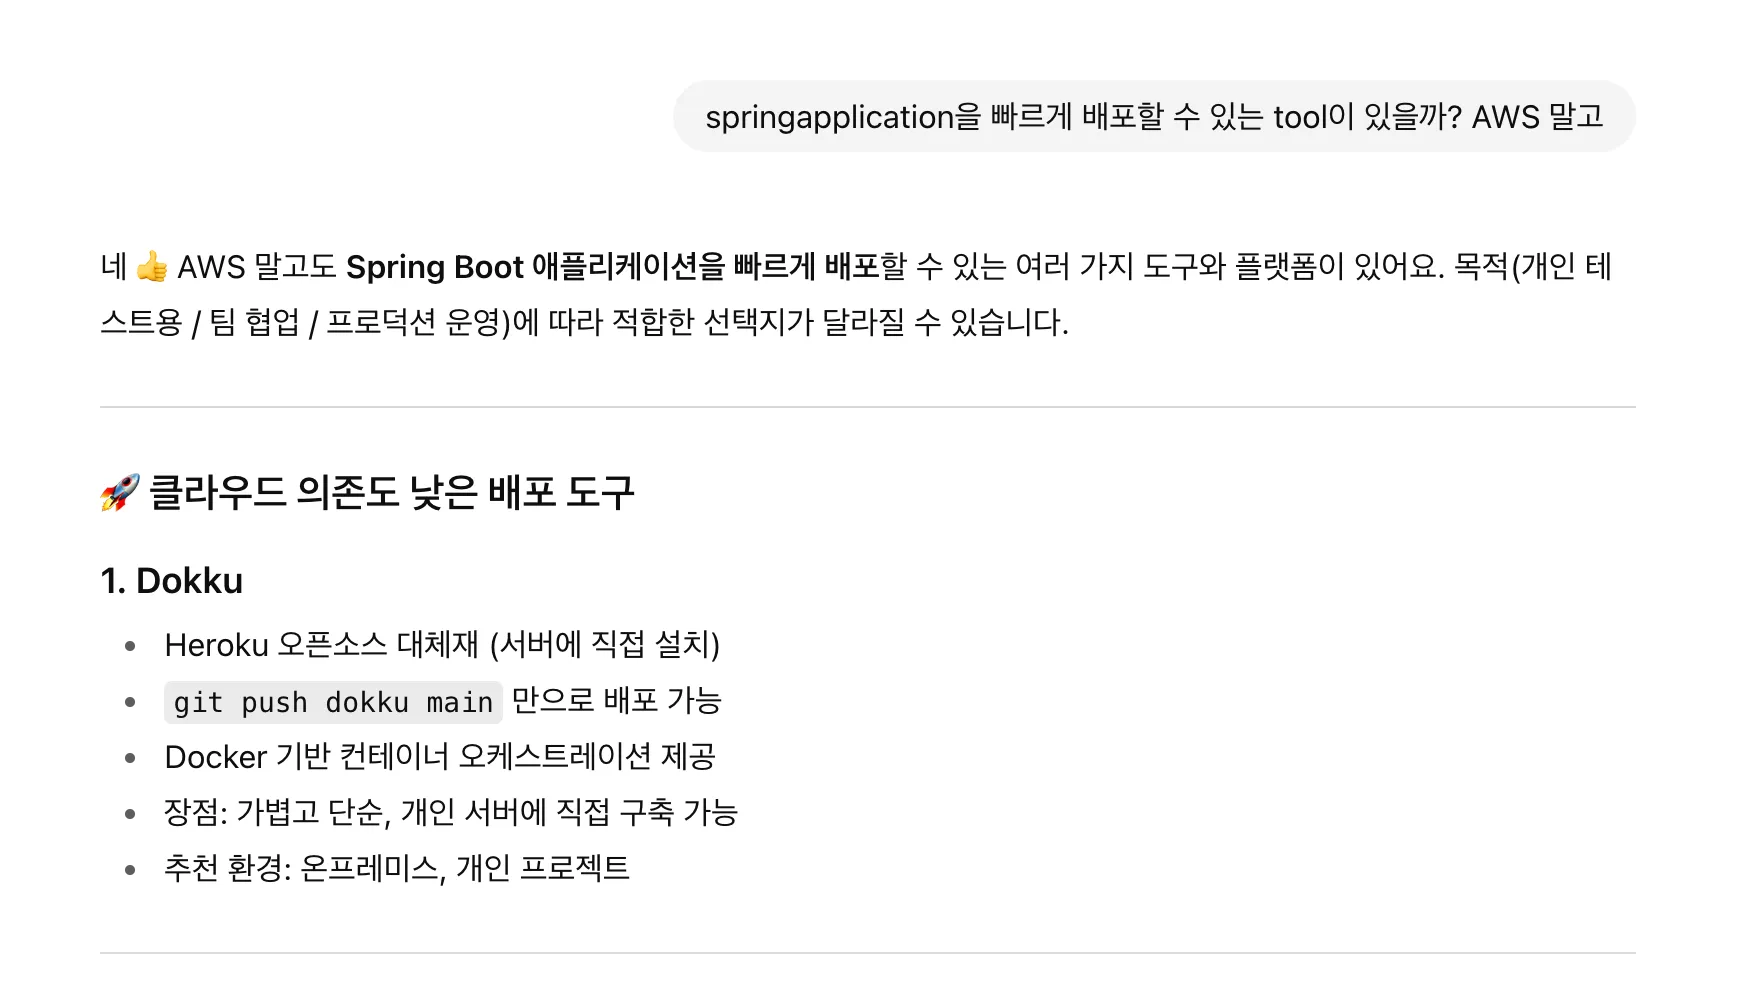 springapplication을 빠르게 배포할 수 있는 tool이 있을까? AWS 말고
네 👍 AWS 말고도 Spring Boot 애플리케이션을 빠르게 배포할 수 있는 여러 가지 도구와 플랫폼이 있어요. 목적(개인 테
스트용 / 팀 협업 / 프로덕션 운영)에 따라 적합한 선택지가 달라질 수 있습니다.
🚀 클라우드 의존도 낮은 배포 도구
1. Dokku
• Heroku 오픈소스 대체재 (서버에 직접 설치)
• git push dokku main 만으로 배포 가능
• Docker 기반 컨테이너 오케스트레이션 제공
• 장점: 가볍고 단순, 개인 서버에 직접 구축 가능
• 추천 환경: 온프레미스, 개인 프로젝트